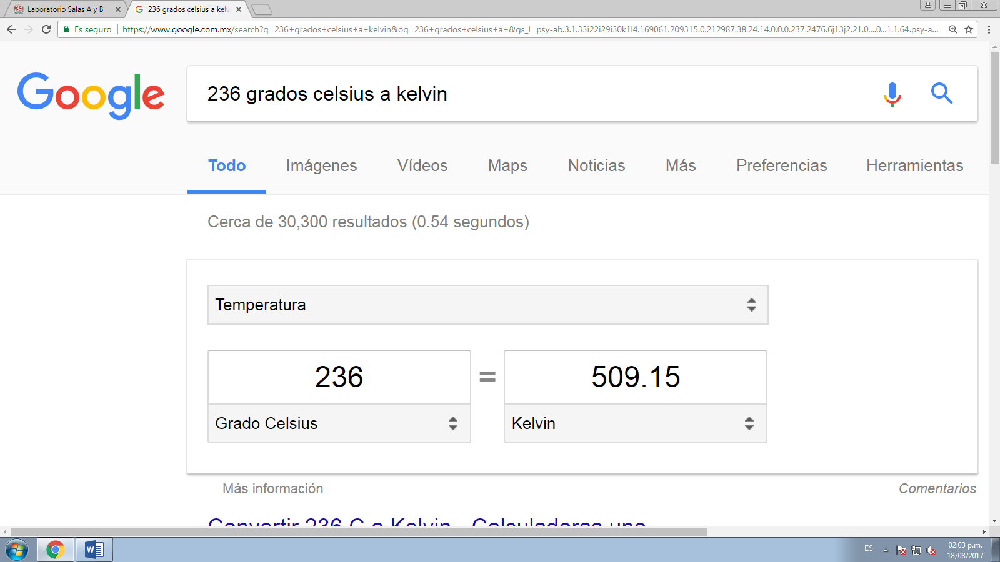 Laboratorio Salas A y B
236 grados celsius a kelv
Es seguro
https://www.google.com.mx/search?q=236+grados+celsius+a+kelvin&oq=236+grados+celsius+a+&gs_l=psy-ab.3.1.33i22i29i30k1l4.169061.209315.0.212987.38.24.14.0.0.0.237.2476.6j13j2.21.0....0...1.1.64.psy-a...
Google
236 grados celsius a kelvin
Todo
Imágenes
Vídeos
Maps
Noticias
Más
Preferencias
Herramientas
Cerca de 30,300 resultados (0.54 segundos)
Temperatura
236
=
509.15
Grado Celsius
Kelvin
Más información
Comentarios
Convertir 236 C a Kelvin - Calculadoras uno
ES
02:03 p.m.
18/08/2017